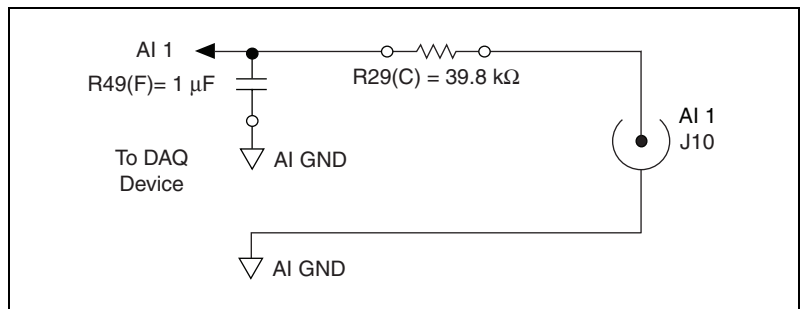 AI 1
R49(F)= 1 μF
R29(C) = 39.8 kΩ
AI 1
J10
To DAQ
Device
AI GND
AI GND